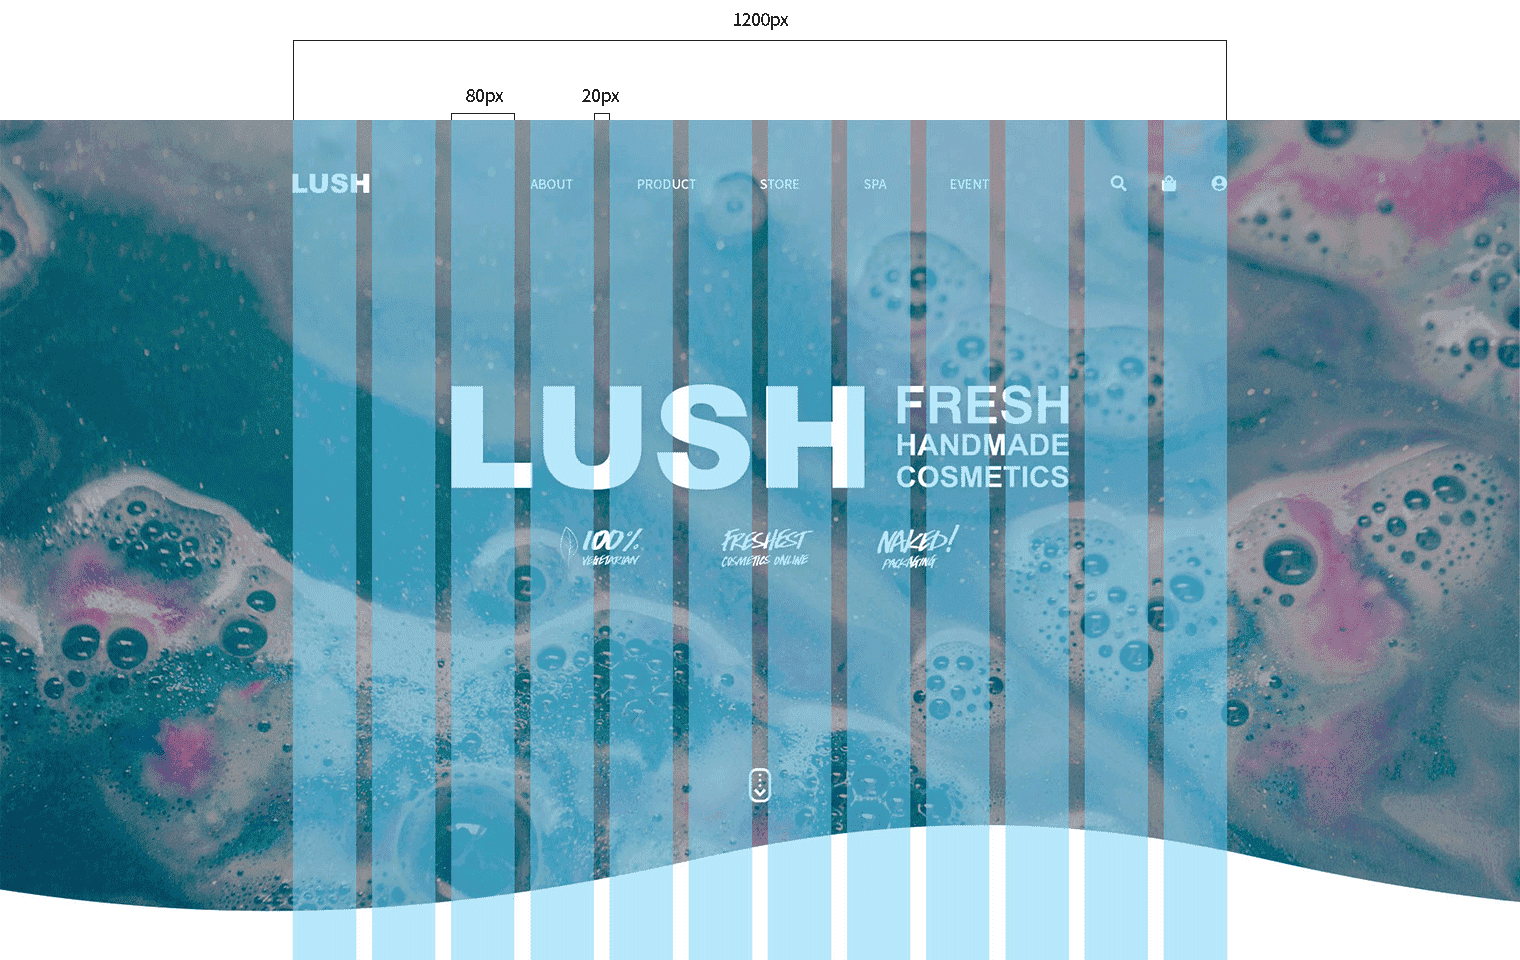 1200px
80px
20px
LUSH
ABOUT
PRODUCT
STORE
SPA
EVENT
LUSH
FRESH
HANDMADE
COSMETICS
100%
VEGETARIAN
FRESHEST
COSMETICS ONLINE
NAKED!
PACKAGING